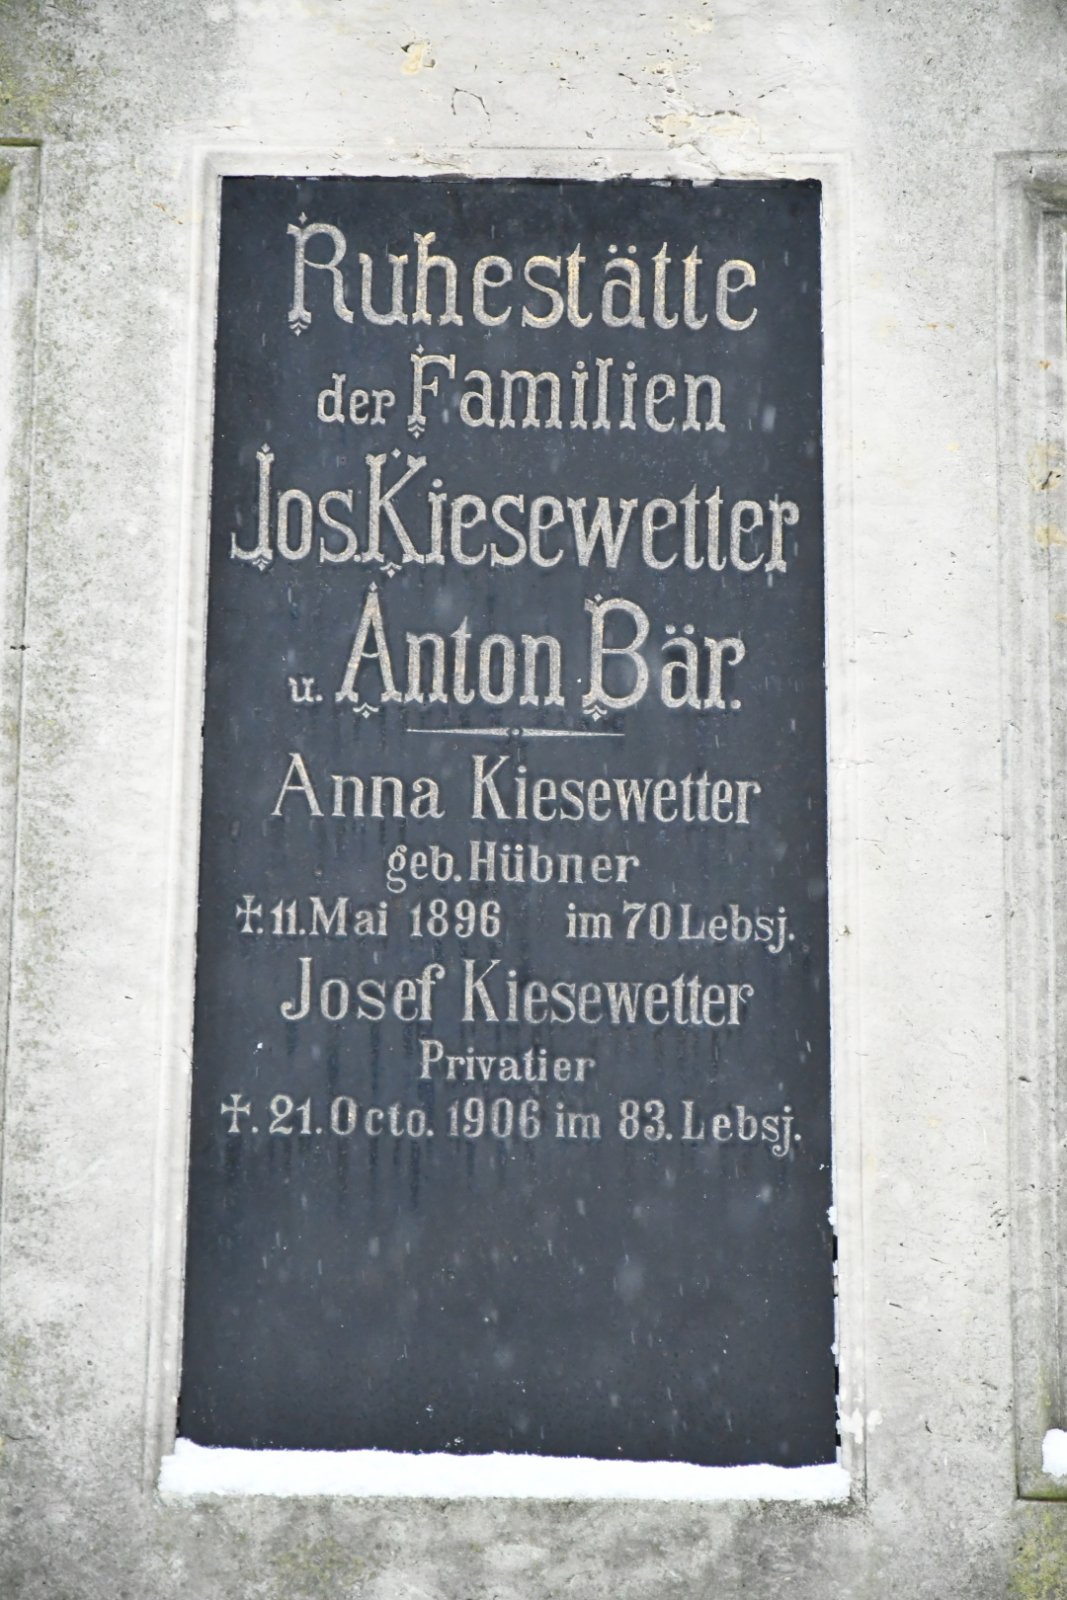 Ruhestätte
der Familien
Jos. Kiesewetter
u. Anton Bär.
Anna Kiesewetter
geb. Hübner
✝. 11. Mai 1896 im 70 Lebsj.
Josef Kiesewetter
Privatier
✝. 21. Octo. 1906 im 83. Lebsj.